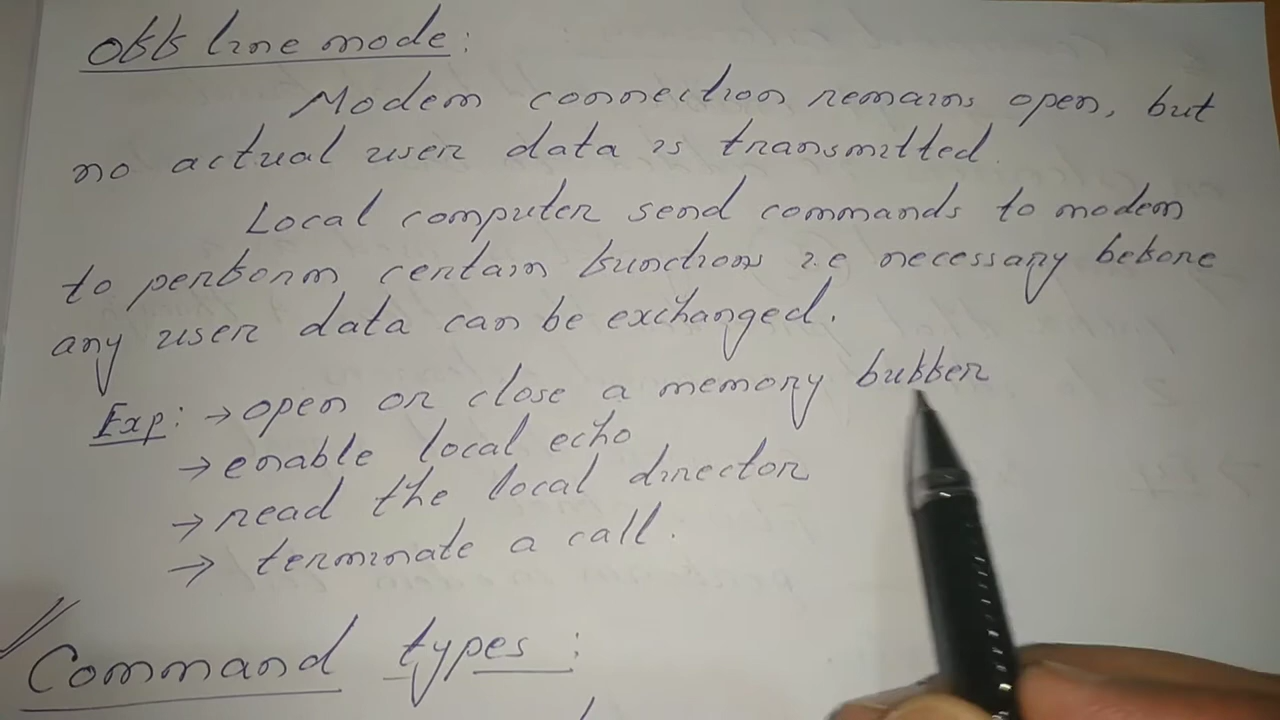 Off line mode:
Modem connection remains open, but
no actual user data is transmitted.
Local computer send commands to modem
to perform certain functions i.e necessary before
any user data can be exchanged.
Exp: → open or close a memory buffer
→ enable local echo
→ read the local director
→ terminate a call.
Command types: